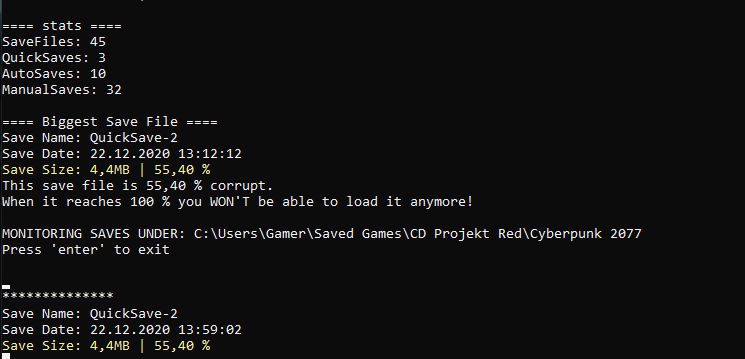 ==== stats ====
SaveFiles: 45
QuickSaves: 3
AutoSaves: 10
ManualSaves: 32
==== Biggest Save File ====
Save Name: QuickSave-2
Save Date: 22.12.2020 13:12:12
Save Size: 4,4MB | 55,40 %
This save file is 55,40 % corrupt.
When it reaches 100 % you WON'T be able to load it anymore!
MONITORING SAVES UNDER: C:\Users\Gamer\Saved Games\CD Projekt Red\Cyberpunk 2077
Press 'enter' to exit
**************
Save Name: QuickSave-2
Save Date: 22.12.2020 13:59:02
Save Size: 4,4MB | 55,40 %